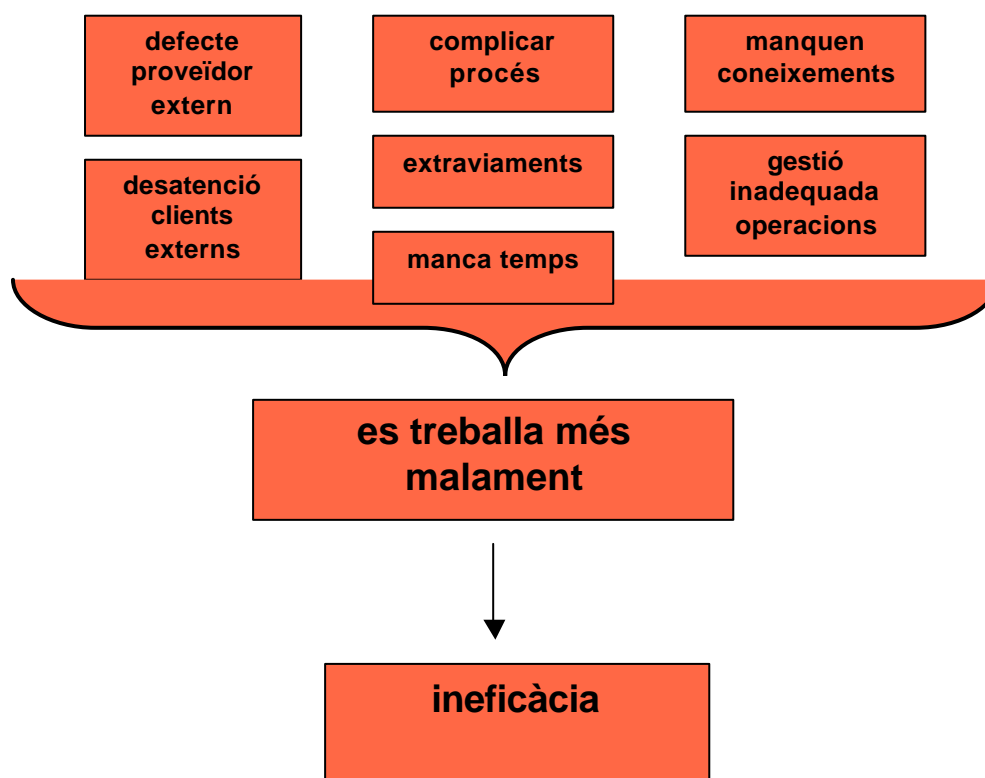 defecte
proveïdor
extern
desatenció
clients
externs
complicar
procés
extraviaments
manca temps
manquen
coneixements
gestió
inadequada
operacions
es treballa més
malament
ineficàcia